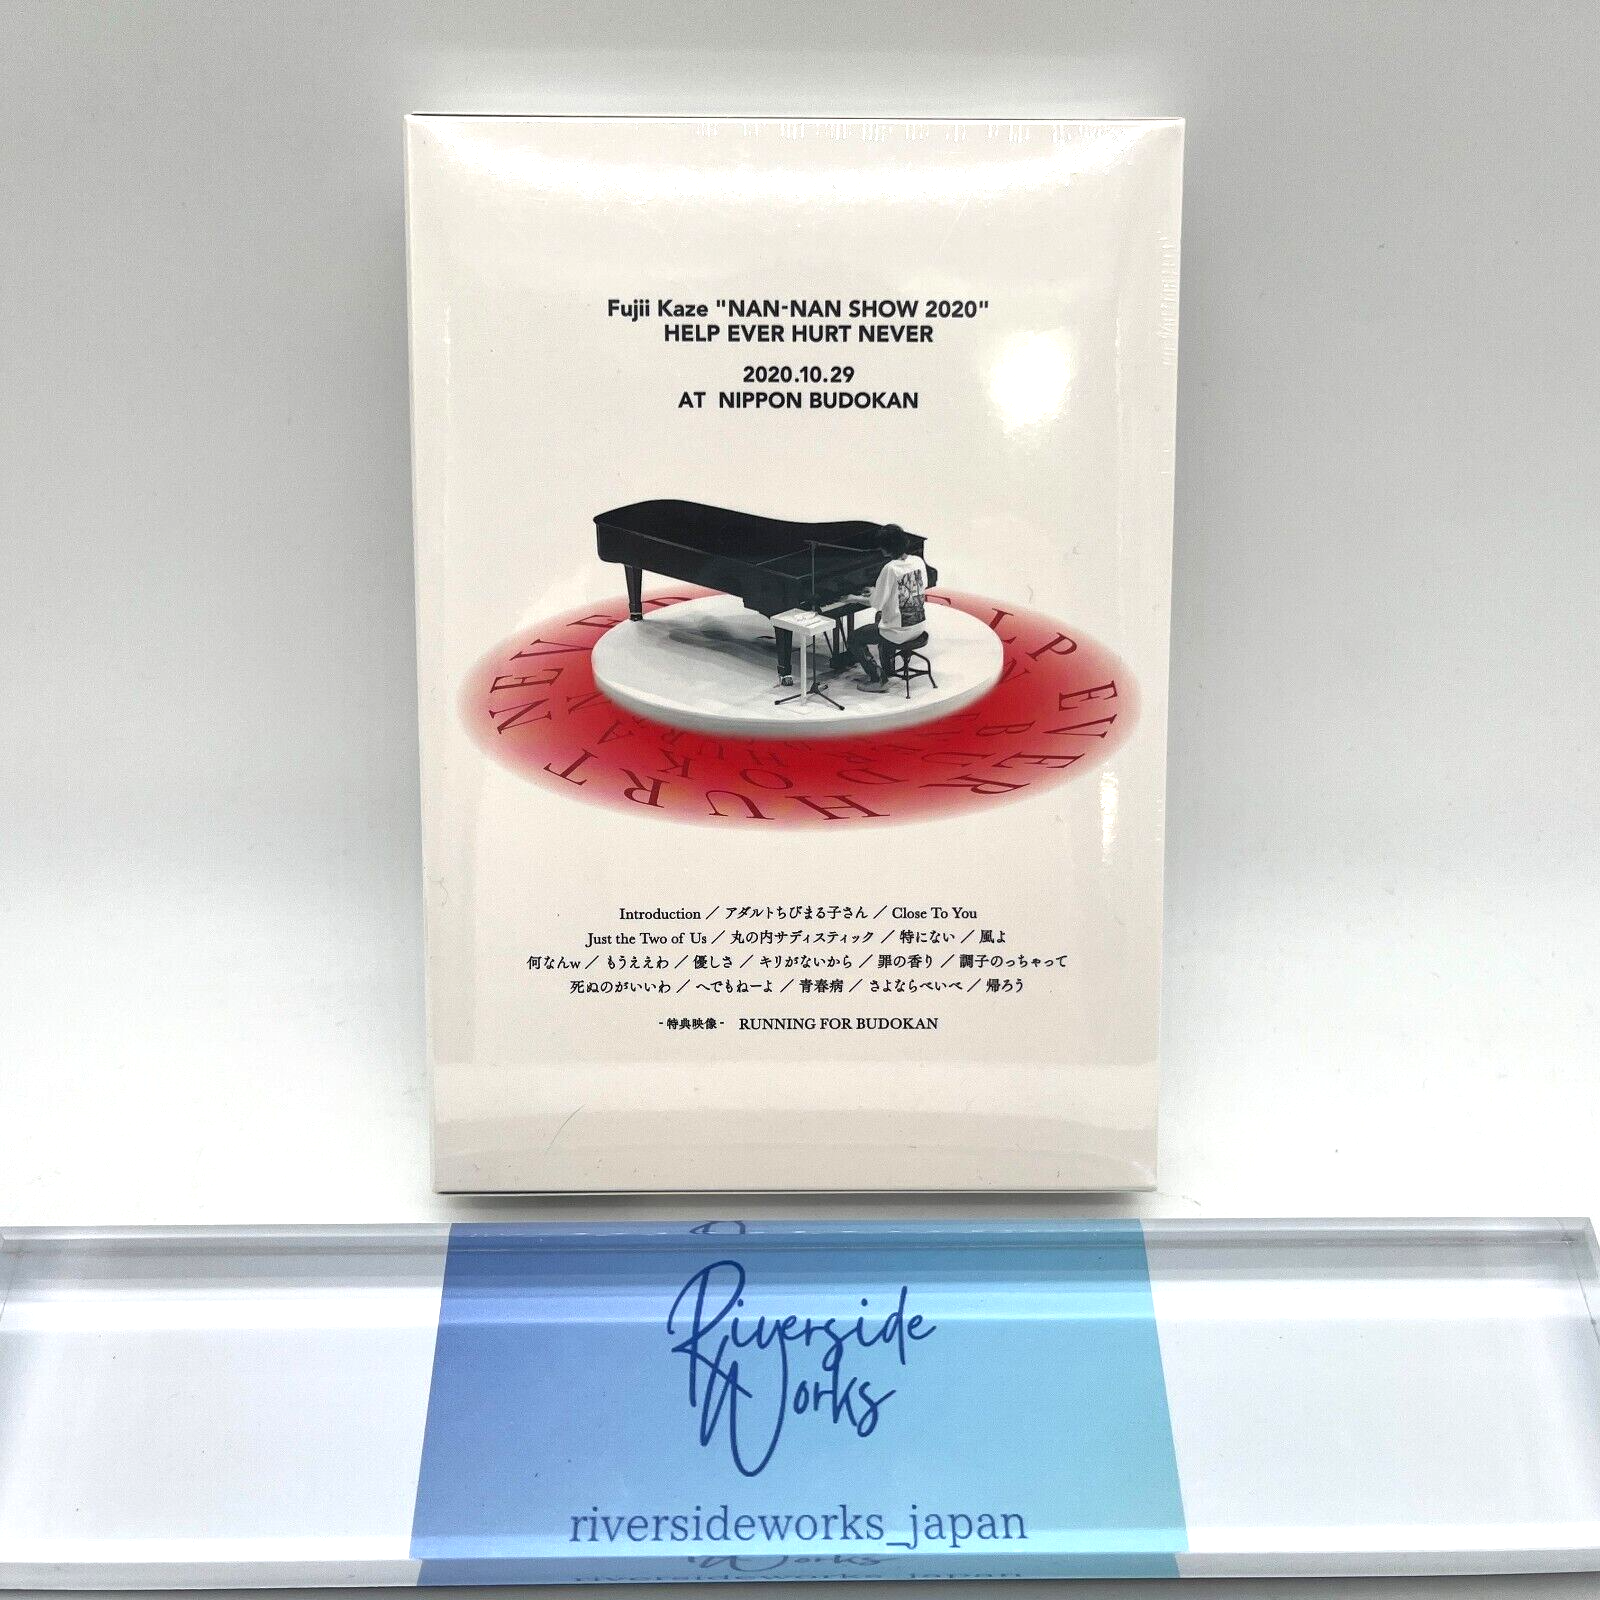 Fujii Kaze "NAN-NAN SHOW 2020"
HELP EVER HURT NEVER
2020.10.29
AT NIPPON BUDOKAN
HELP EVER HURT NEVER
Introduction ／ アダルトちびまる子さん ／ Close To You
Just the Two of Us ／ 丸の内サディスティック ／ 特にない ／ 風よ
何なんw ／ もうええわ ／ 優しさ ／ キリがないから ／ 罪の香り ／ 調子のっちゃって
死ぬのがいいわ ／ へでもねーよ ／ 青春病 ／ さよならべいべ ／ 帰ろう
- 特典映像 - RUNNING FOR BUDOKAN
Riverside
Works
riversideworks_japan